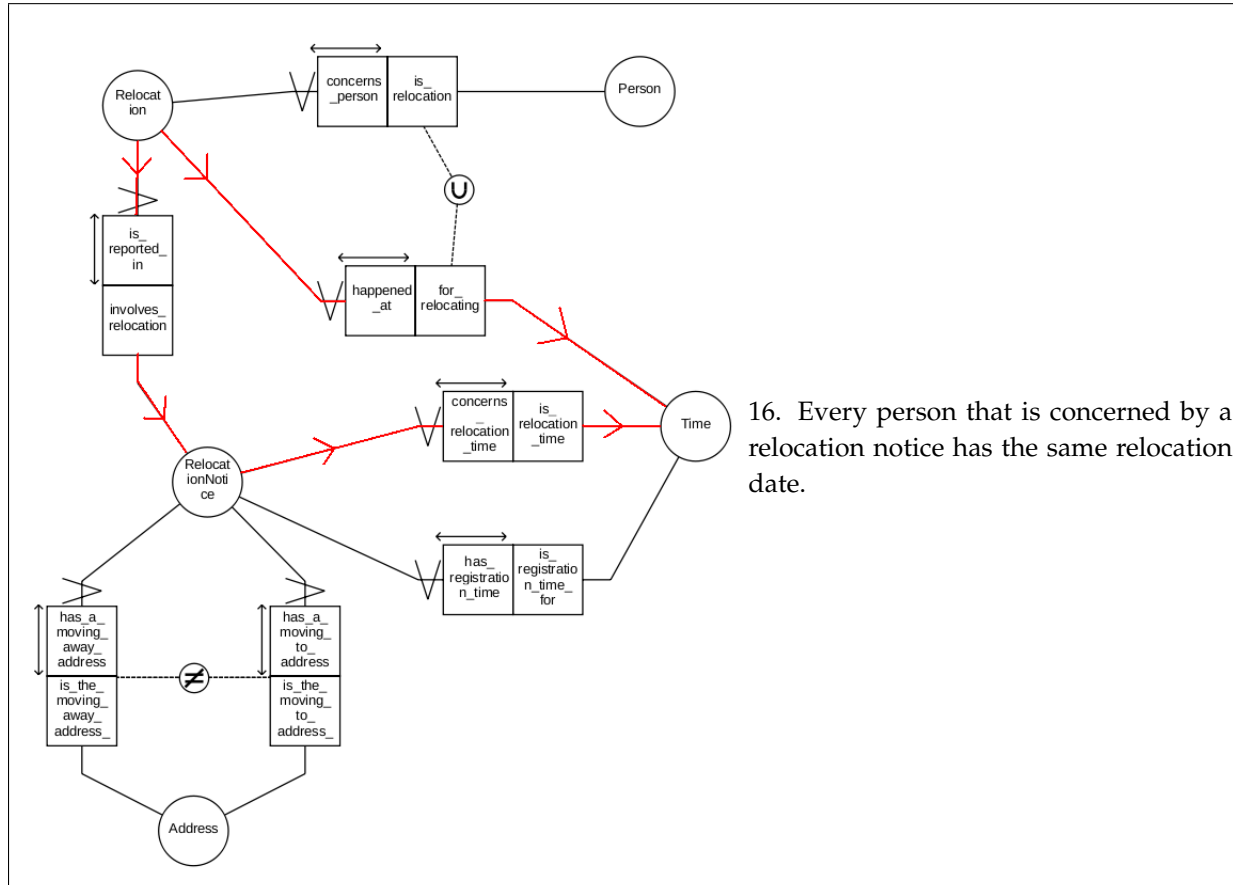 Relocat
ion
concerns
_person
is_
relocation
Person
U
is_
reported_
in
involves_
relocation
happened
_at
for_
relocating
concerns
_
relocation
_time
is_
relocation
_time
Time
16. Every person that is concerned by a
relocation notice has the same relocation
date.
Relocat
ionNoti
ce
has_
registratio
n_time
is_
registratio
n_time_
for
has_a_
moving_
away_
address
has_a_
moving_
to_
address
≠
is_the_
moving_
away_
address_
is_the_
moving_
to_
address_
Address